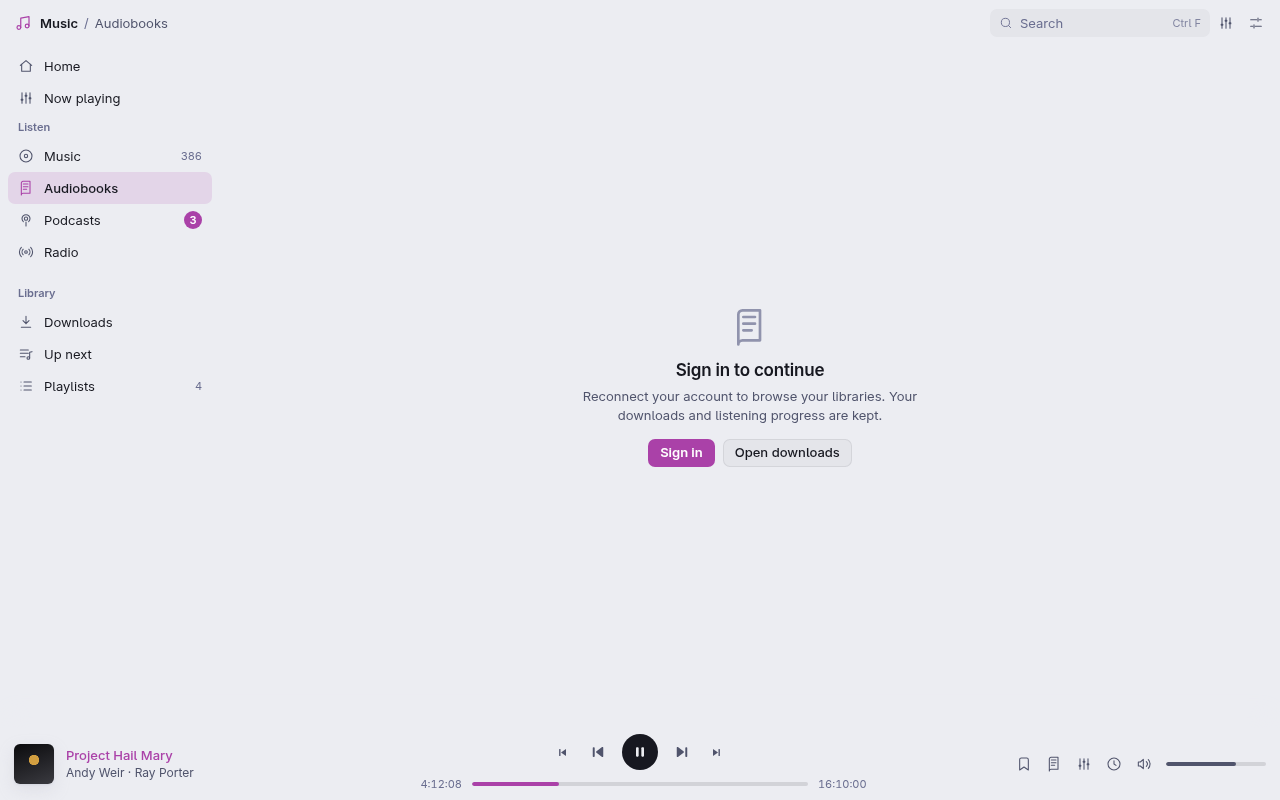 Music / Audiobooks
Search Ctrl F
Home
Now playing
Listen
Music 386
Audiobooks
Podcasts 3
Radio
Library
Downloads
Up next
Playlists 4
Sign in to continue
Reconnect your account to browse your libraries. Your
downloads and listening progress are kept.
Sign in Open downloads
Project Hail Mary
Andy Weir · Ray Porter
4:12:08 16:10:00